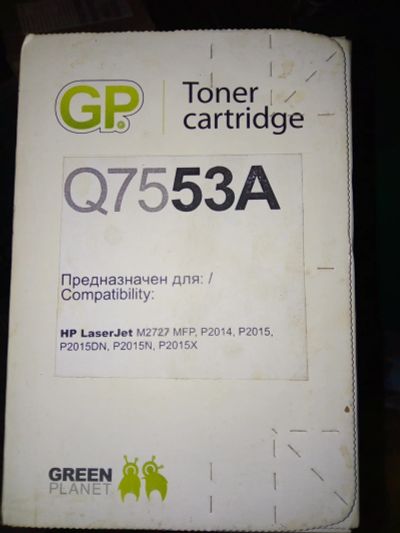 GP
Toner
cartridge
Q7553A
Предназначен для: /
Compatibility:
HP LaserJet M2727 MFP, P2014, P2015,
P2015DN, P2015N, P2015X
GREEN
PLANET